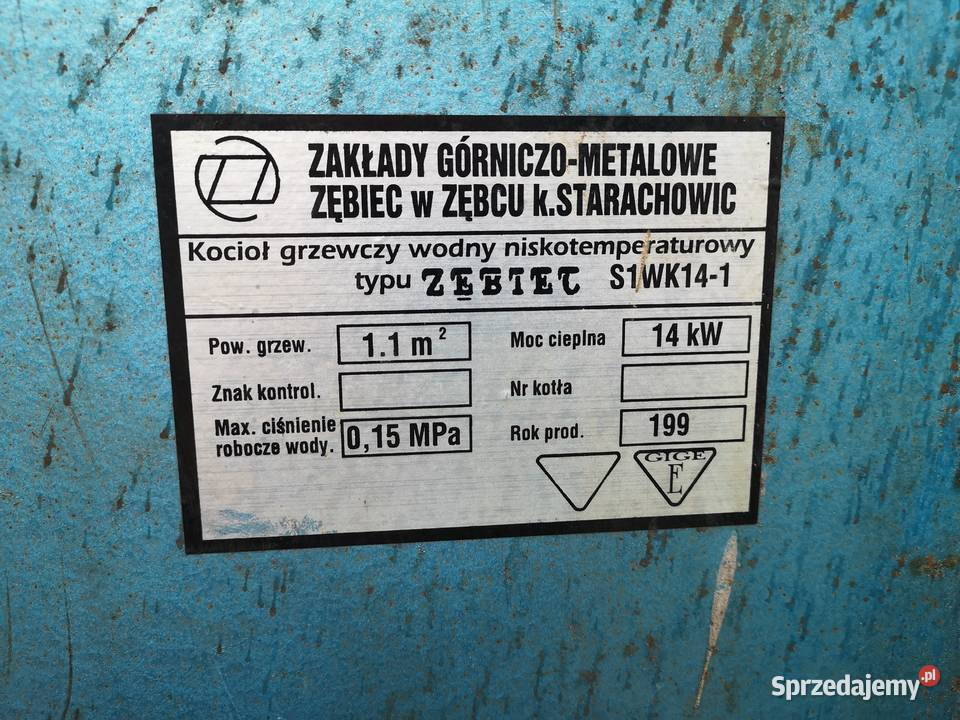 ZAKŁADY GÓRNICZO-METALOWE
ZĘBIEC w ZĘBCU k.STARACHOWIC
Kocioł grzewczy wodny niskotemperaturowy
typu ZĘBIEC S1WK14-1
Pow. grzew. 1.1 m² Moc cieplna 14 kW
Znak kontrol. Nr kotła
Max. ciśnienie
robocze wody. 0,15 MPa Rok prod. 199
GIGE
E
Sprzedajemy.pl